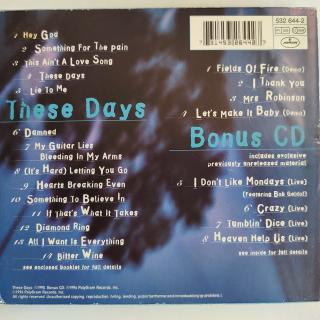 1 Hey God
2 Something For The pain
3 This Ain't A Love Song
4 These Days
5 Lie To Me
These Days
6 Damned
7 My Guitar Lies
Bleeding In My Arms
8 (It's Hard) Letting You Go
9 Hearts Breaking Even
10 Something To Believe In
11 If That's What It Takes
12 Diamond Ring
13 All I Want Is Everything
14 Bitter Wine
see enclosed booklet for full details
532 644-2
7 31453 26440 7
1 Fields Of Fire (Demo)
2 I Thank You
3 Mrs Robinson
4 Let's Make It Baby (Demo)
Bonus CD
includes exclusive
previously unreleased material
5 I Don't Like Mondays (Live)
(Featuring Bob Geldof)
6 Crazy (Live)
7 Tumblin' Dice (Live)
8 Heaven Help Us (Live)
see inside for full details